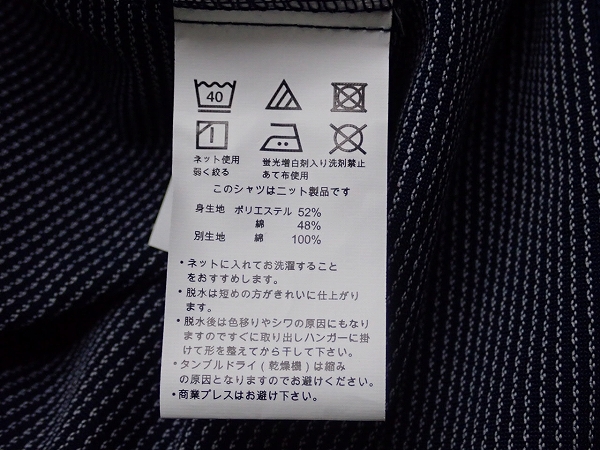 40
ネット使用
弱く絞る
蛍光増白剤入り洗剤禁止
あて布使用
このシャツはニット製品です
身生地 ポリエステル 52%
綿 48%
別生地 綿 100%
・ネットに入れてお洗濯すること
をおすすめします。
・脱水は短めの方がきれいに仕上がり
ます。
・脱水後は色移りやシワの原因にもなり
ますのですぐに取り出しハンガーに掛
けて形を整えてから干して下さい。
・タンブルドライ(乾燥機)は縮み
の原因となりますのでお避けください。
・商業プレスはお避け下さい。